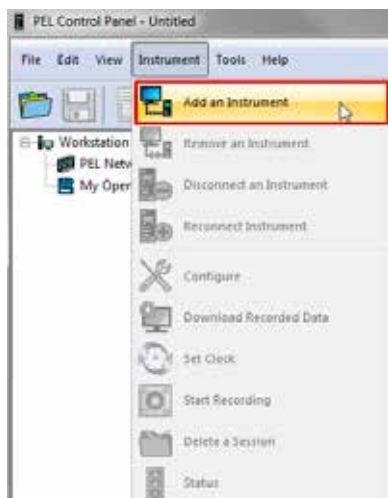 PEL Control Panel - Untitled
File Edit View Instrument Tools Help
Add an Instrument
Workstation
Remove an Instrument
PEL Netw
My Oper
Disconnect an Instrument
Reconnect Instrument
Configure
Download Recorded Data
Set Clock
Start Recording
Delete a Session
Status